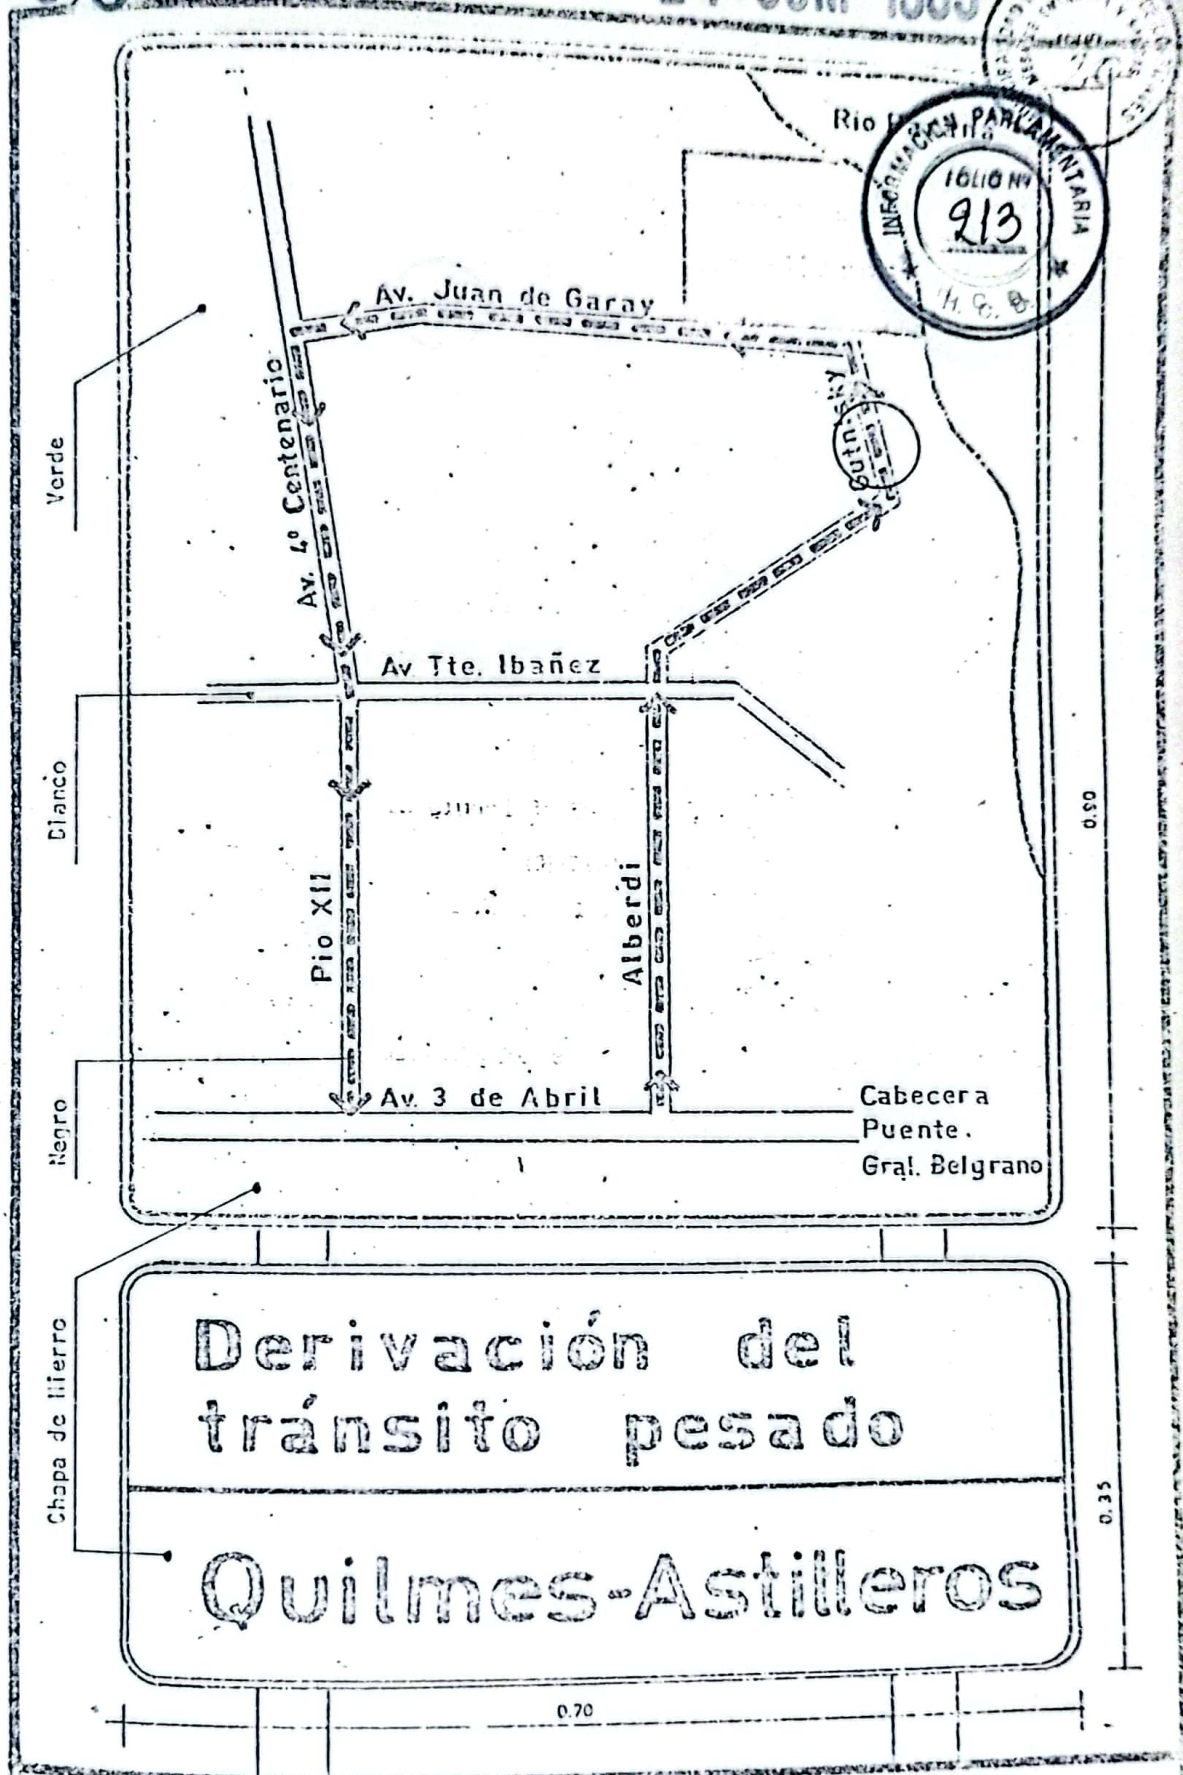 Rio
INFORMACION PARLAMENTARIA
FOLIO Nº
213
H. C. D.
Av. Juan de Garay
Av. 4º Centenario
Verde
Av Tte. Ibañez
Blanco
0.90
Pio XII
Alberdi
Negro
Av. 3 de Abril
Cabecera
Puente.
Gral. Belgrano
Chapa de Hierro
Derivación del
tránsito pesado
0.35
Quilmes-Astilleros
0.70